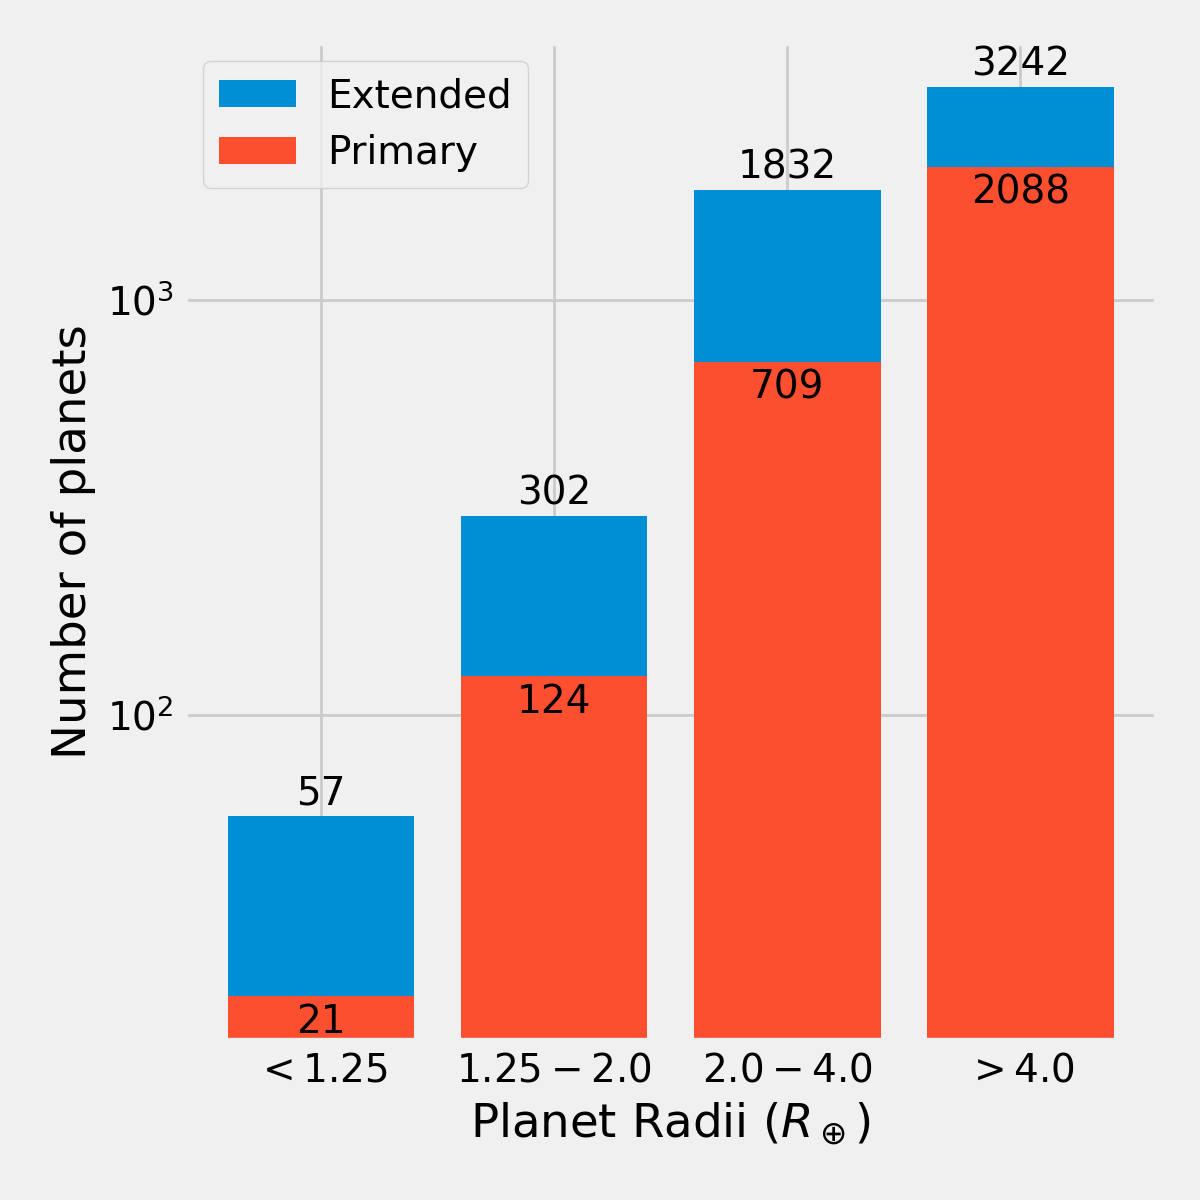 Extended
Primary
3242
2088
1832
709
302
124
57
21
10³
10²
Number of planets
< 1.25
1.25 − 2.0
2.0 − 4.0
> 4.0
Planet Radii (R⊕)